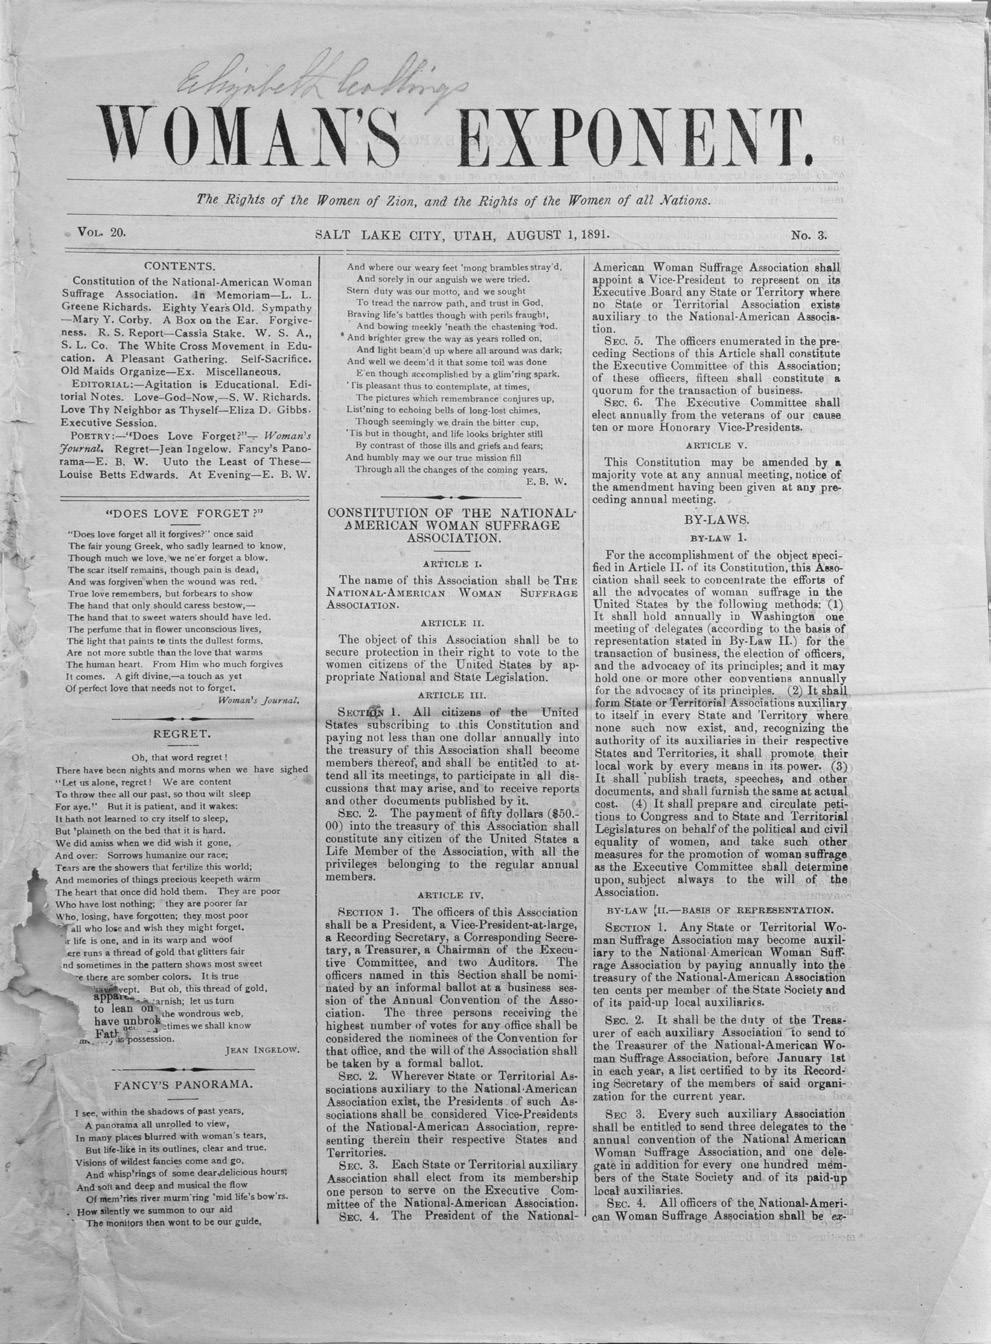 Elizabeth
WOMAN'S EXPONENT.
The Rights of the Women of Zion, and the Rights of the Women of all Nations.
VOL. 20. SALT LAKE CITY, UTAH, AUGUST 1, 1891. No. 3.
CONTENTS.
Constitution of the National-American Woman
Suffrage Association. In Memoriam—L. L.
Greene Richards. Eighty Years Old. Sympathy
—Mary Y. Corby. A Box on the Ear. Forgive-
ness. R. S. Report—Cassia Stake. W. S. A.,
S. L. Co. The White Cross Movement in Edu-
cation. A Pleasant Gathering. Self-Sacrifice.
Old Maids Organize—Ex. Miscellaneous.
EDITORIAL:—Agitation is Educational. Edi-
torial Notes. Love-God-Now,—S. W. Richards.
Love Thy Neighbor as Thyself—Eliza D. Gibbs.
Executive Session.
POETRY:—"Does Love Forget?"— Woman's
Journal. Regret—Jean Ingelow. Fancy's Pano-
rama—E. B. W. Uuto the Least of These—
Louise Betts Edwards. At Evening—E. B. W.
"DOES LOVE FORGET?"
"Does love forget all it forgives?" once said
The fair young Greek, who sadly learned to know,
Though much we love, we ne'er forget a blow.
The scar itself remains, though pain is dead,
And was forgiven when the wound was red.
True love remembers, but forbears to show
The hand that only should caress bestow,—
The hand that to sweet waters should have led.
The perfume that in flower unconscious lives,
The light that paints to tints the dullest forms,
Are not more subtle than the love that warms
The human heart. From Him who much forgives
It comes. A gift divine,—a touch as yet
Of perfect love that needs not to forget.
Woman's Journal.
REGRET.
Oh, that word regret!
There have been nights and morns when we have sighed
"Let us alone, regret! We are content
To throw thee all our past, so thou wilt sleep
For aye." But it is patient, and it wakes:
It hath not learned to cry itself to sleep,
But 'plaineth on the bed that it is hard.
We did amiss when we did wish it gone,
And over: Sorrows humanize our race;
Tears are the showers that fertilize this world;
And memories of things precious keepeth warm
The heart that once did hold them. They are poor
Who have lost nothing; they are poorer far
Who, losing, have forgotten; they most poor
all who lose and wish they might forget.
life is one, and in its warp and woof
ere runs a thread of gold that glitters fair
nd sometimes in the pattern shows most sweet
re there are somber colors. It is true
wept. But oh, this thread of gold,
appar arnish; let us turn
to lean on the wondrous web,
have unbrok etimes we shall know
Fath possession.
JEAN INGELOW.
FANCY'S PANORAMA.
I see, within the shadows of past years,
A panorama all unrolled to view,
In many places blurred with woman's tears,
But life-like in its outlines, clear and true.
Visions of wildest fancies come and go,
And whisp'rings of some dear delicious hours;
And soft and deep and musical the flow
Of mem'ries river murm'ring 'mid life's bow'rs.
How silently we summon to our aid
The monitors then wont to be our guide,
And where our weary feet 'mong brambles stray'd,
And sorely in our anguish we were tried.
Stern duty was our motto, and we sought
To tread the narrow path, and trust in God,
Braving life's battles though with perils fraught,
And bowing meekly 'neath the chastening rod.
And brighter grew the way as years rolled on,
And light beam'd up where all around was dark;
And well we deem'd it that some toil was done
E'en though accomplished by a glim'ring spark.
'Tis pleasant thus to contemplate, at times,
The pictures which remembrance conjures up,
List'ning to echoing bells of long-lost chimes,
Though seemingly we drain the bitter cup,
'Tis but in thought, and life looks brighter still
By contrast of those ills and griefs and fears;
And humbly may we our true mission fill
Through all the changes of the coming years.
E. B. W.
CONSTITUTION OF THE NATIONAL-
AMERICAN WOMAN SUFFRAGE
ASSOCIATION.
ARTICLE I.
The name of this Association shall be THE
NATIONAL-AMERICAN WOMAN SUFFRAGE
ASSOCIATION.
ARTICLE II.
The object of this Association shall be to
secure protection in their right to vote to the
women citizens of the United States by ap-
propriate National and State Legislation.
ARTICLE III.
SECTION 1. All citizens of the United
States subscribing to this Constitution and
paying not less than one dollar annually into
the treasury of this Association shall become
members thereof, and shall be entitled to at-
tend all its meetings, to participate in all dis-
cussions that may arise, and to receive reports
and other documents published by it.
SEC. 2. The payment of fifty dollars ($50.-
00) into the treasury of this Association shall
constitute any citizen of the United States a
Life Member of the Association, with all the
privileges belonging to the regular annual
members.
ARTICLE IV.
SECTION 1. The officers of this Association
shall be a President, a Vice-President-at-large,
a Recording Secretary, a Corresponding Secre-
tary, a Treasurer, a Chairman of the Execu-
tive Committee, and two Auditors. The
officers named in this Section shall be nomi-
nated by an informal ballot at a business ses-
sion of the Annual Convention of the Asso-
ciation. The three persons receiving the
highest number of votes for any office shall be
considered the nominees of the Convention for
that office, and the will of the Association shall
be taken by a formal ballot.
SEC. 2. Wherever State or Territorial As-
sociations auxiliary to the National-American
Association exist, the Presidents of such As-
sociations shall be considered Vice-Presidents
of the National-American Association, repre-
senting therein their respective States and
Territories.
SEC. 3. Each State or Territorial auxiliary
Association shall elect from its membership
one person to serve on the Executive Com-
mittee of the National-American Association.
SEC. 4. The President of the National-
American Woman Suffrage Association shall
appoint a Vice-President to represent on its
Executive Board any State or Territory where
no State or Territorial Association exists
auxiliary to the National-American Associa-
tion.
SEC. 5. The officers enumerated in the pre-
ceding Sections of this Article shall constitute
the Executive Committee of this Association;
of these officers, fifteen shall constitute a
quorum for the transaction of business.
SEC. 6. The Executive Committee shall
elect annually from the veterans of our cause
ten or more Honorary Vice-Presidents.
ARTICLE V.
This Constitution may be amended by a
majority vote at any annual meeting, notice of
the amendment having been given at any pre-
ceding annual meeting.
BY-LAWS.
BY-LAW 1.
For the accomplishment of the object speci-
fied in Article II. of its Constitution, this Asso-
ciation shall seek to concentrate the efforts of
all the advocates of woman suffrage in the
United States by the following methods: (1)
It shall hold annually in Washington one
meeting of delegates (according to the basis of
representation stated in By-Law II.) for the
transaction of business, the election of officers,
and the advocacy of its principles; and it may
hold one or more other conventions annually
for the advocacy of its principles. (2) It shall
form State or Territorial Associations auxiliary
to itself in every State and Territory where
none such now exist, and, recognizing the
authority of its auxiliaries in their respective
States and Territories, it shall promote their
local work by every means in its power. (3)
It shall publish tracts, speeches, and other
documents, and shall furnish the same at actual
cost. (4) It shall prepare and circulate peti-
tions to Congress and to State and Territorial
Legislatures on behalf of the political and civil
equality of women, and take such other
measures for the promotion of woman suffrage
as the Executive Committee shall determine
upon, subject always to the will of the
Association.
BY-LAW II.—BASIS OF REPRESENTATION.
SECTION 1. Any State or Territorial Wo-
man Suffrage Association may become auxil-
iary to the National-American Woman Suff-
rage Association by paying annually into the
treasury of the National-American Association
ten cents per member of the State Society and
of its paid-up local auxiliaries.
SEC. 2. It shall be the duty of the Treas-
urer of each auxiliary Association to send to
the Treasurer of the National-American Wo-
man Suffrage Association, before January 1st
in each year, a list certified to by its Record-
ing Secretary of the members of said organi-
zation for the current year.
SEC 3. Every such auxiliary Association
shall be entitled to send three delegates to the
annual convention of the National American
Woman Suffrage Association, and one dele-
gate in addition for every one hundred mem-
bers of the State Society and of its paid-up
local auxiliaries.
SEC. 4. All officers of the National-Ameri-
can Woman Suffrage Association shall be ex-